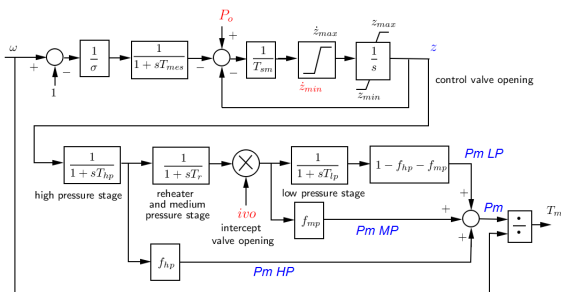 P_o
ω
+
−
1
1/σ
1/(1 + sT_mes)
−
+
−
1/T_sm
ż_max
ż_min
z_max
1/s
z_min
z
control valve opening
1/(1 + sT_hp)
high pressure stage
1/(1 + sT_r)
reheater
and medium
pressure stage
×
ivo
intercept
valve opening
1/(1 + sT_lp)
low pressure stage
1 − f_hp − f_mp
Pm LP
f_mp
Pm MP
f_hp
Pm HP
+
+
+
Pm
÷
T_m